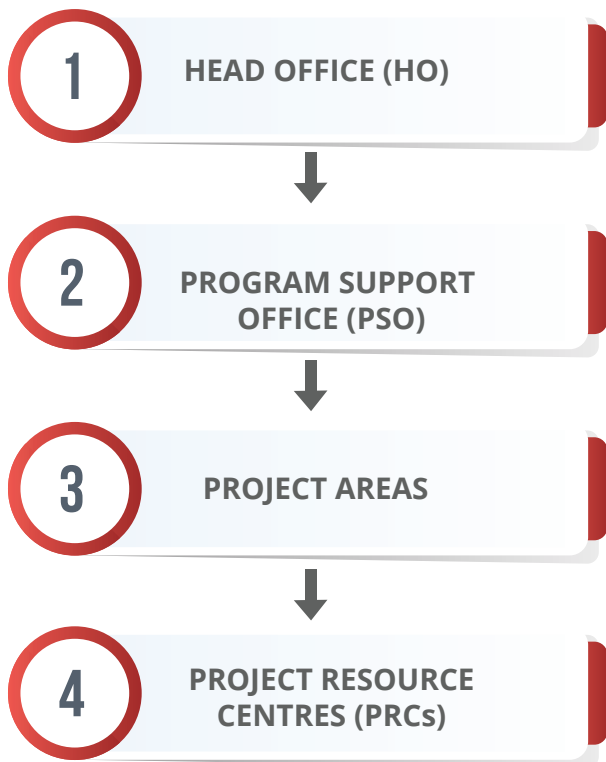 1
HEAD OFFICE (HO)
2
PROGRAM SUPPORT
OFFICE (PSO)
3
PROJECT AREAS
4
PROJECT RESOURCE
CENTRES (PRCs)